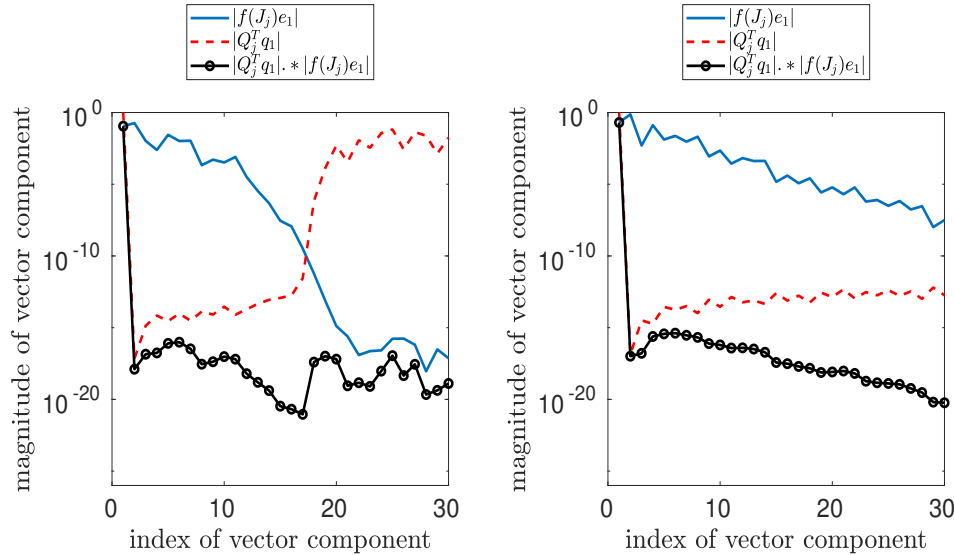 |f(J_j)e_1|
|Q_j^T q_1|
|Q_j^T q_1|. * |f(J_j)e_1|
10^0
10^{-10}
10^{-20}
magnitude of vector component
0 10 20 30
index of vector component
|f(J_j)e_1|
|Q_j^T q_1|
|Q_j^T q_1|. * |f(J_j)e_1|
10^0
10^{-10}
10^{-20}
magnitude of vector component
0 10 20 30
index of vector component